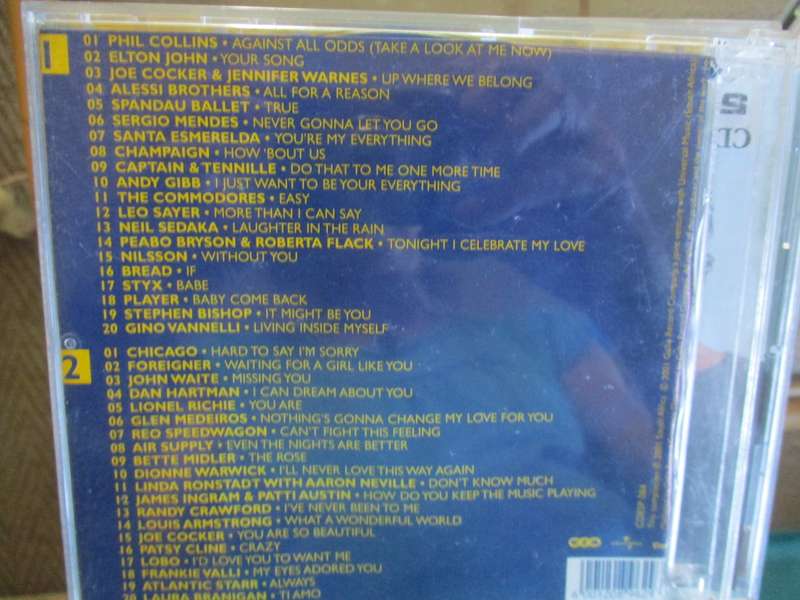 1
01 PHIL COLLINS • AGAINST ALL ODDS (TAKE A LOOK AT ME NOW)
02 ELTON JOHN • YOUR SONG
03 JOE COCKER & JENNIFER WARNES • UP WHERE WE BELONG
04 ALESSI BROTHERS • ALL FOR A REASON
05 SPANDAU BALLET • TRUE
06 SERGIO MENDES • NEVER GONNA LET YOU GO
07 SANTA ESMERELDA • YOU'RE MY EVERYTHING
08 CHAMPAIGN • HOW 'BOUT US
09 CAPTAIN & TENNILLE • DO THAT TO ME ONE MORE TIME
10 ANDY GIBB • I JUST WANT TO BE YOUR EVERYTHING
11 THE COMMODORES • EASY
12 LEO SAYER • MORE THAN I CAN SAY
13 NEIL SEDAKA • LAUGHTER IN THE RAIN
14 PEABO BRYSON & ROBERTA FLACK • TONIGHT I CELEBRATE MY LOVE
15 NILSSON • WITHOUT YOU
16 BREAD • IF
17 STYX • BABE
18 PLAYER • BABY COME BACK
19 STEPHEN BISHOP • IT MIGHT BE YOU
20 GINO VANNELLI • LIVING INSIDE MYSELF
2
01 CHICAGO • HARD TO SAY I'M SORRY
02 FOREIGNER • WAITING FOR A GIRL LIKE YOU
03 JOHN WAITE • MISSING YOU
04 DAN HARTMAN • I CAN DREAM ABOUT YOU
05 LIONEL RICHIE • YOU ARE
06 GLEN MEDEIROS • NOTHING'S GONNA CHANGE MY LOVE FOR YOU
07 REO SPEEDWAGON • CAN'T FIGHT THIS FEELING
08 AIR SUPPLY • EVEN THE NIGHTS ARE BETTER
09 BETTE MIDLER • THE ROSE
10 DIONNE WARWICK • I'LL NEVER LOVE THIS WAY AGAIN
11 LINDA RONSTADT WITH AARON NEVILLE • DON'T KNOW MUCH
12 JAMES INGRAM & PATTI AUSTIN • HOW DO YOU KEEP THE MUSIC PLAYING
13 RANDY CRAWFORD • I'VE NEVER BEEN TO ME
14 LOUIS ARMSTRONG • WHAT A WONDERFUL WORLD
15 JOE COCKER • YOU ARE SO BEAUTIFUL
16 PATSY CLINE • CRAZY
17 LOBO • I'D LOVE YOU TO WANT ME
18 FRANKIE VALLI • MY EYES ADORED YOU
19 ATLANTIC STARR • ALWAYS
20 LAURA BRANIGAN • TI AMO